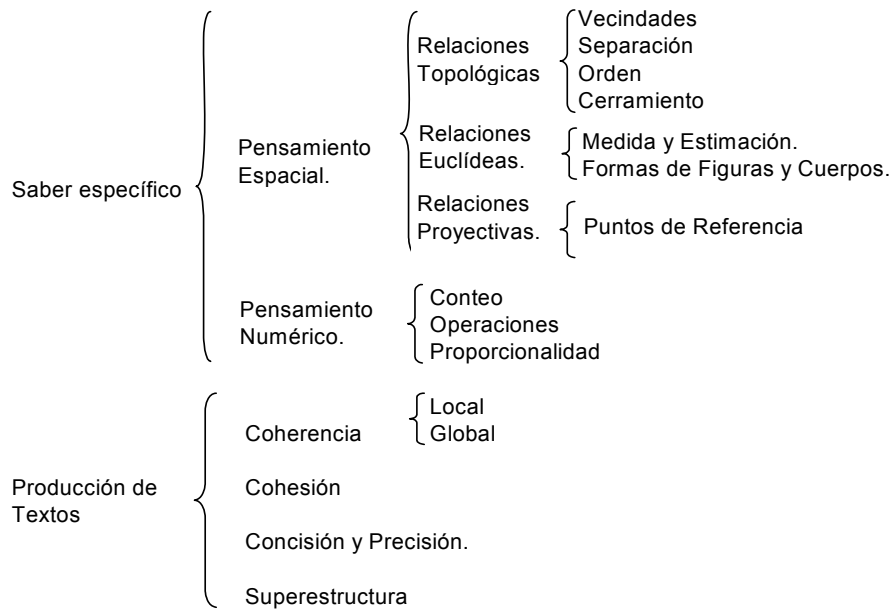 Saber específico
Pensamiento
Espacial.
Relaciones
Topológicas
Vecindades
Separación
Orden
Cerramiento
Relaciones
Euclídeas.
Medida y Estimación.
Formas de Figuras y Cuerpos.
Relaciones
Proyectivas.
Puntos de Referencia
Pensamiento
Numérico.
Conteo
Operaciones
Proporcionalidad
Producción de
Textos
Coherencia
Local
Global
Cohesión
Concisión y Precisión.
Superestructura